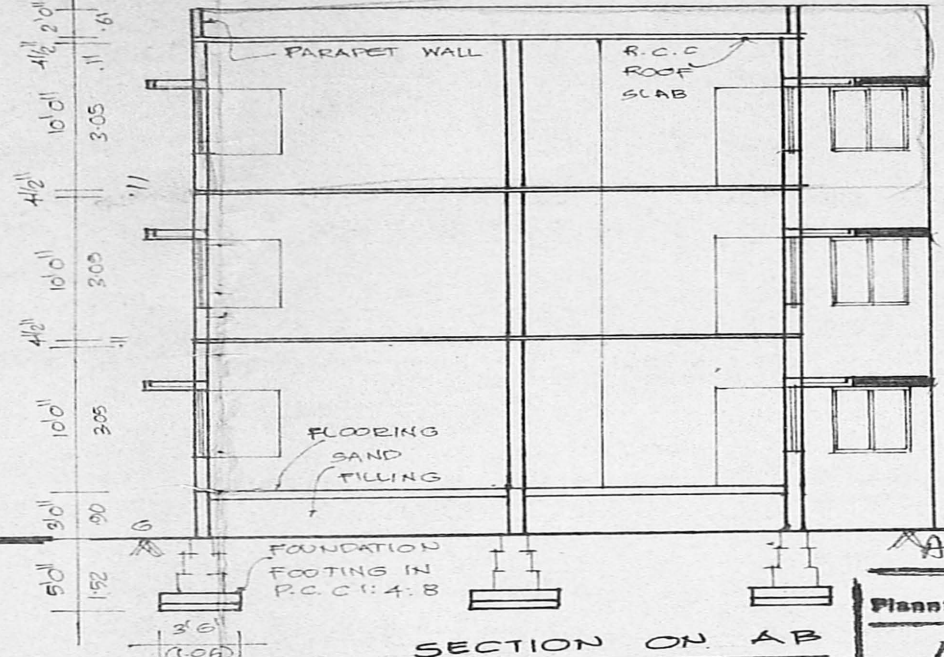 2'0"
.61
4½"
.11
PARAPET WALL
R.C.C
ROOF
SLAB
10'0"
3.05
4½"
.11
10'0"
3.05
4½"
.11
10'0"
3.05
FLOORING
SAND
FILLING
3'0"
.90
G
FOUNDATION
FOOTING IN
P.C.C 1:4:8
5'0"
1.52
3'6"
(1.06)
SECTION ON AB